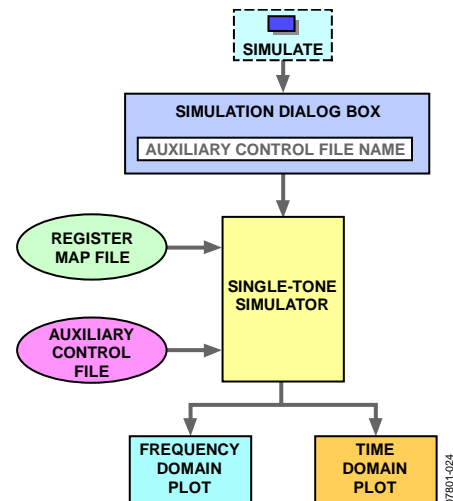 SIMULATE
SIMULATION DIALOG BOX
AUXILIARY CONTROL FILE NAME
REGISTER
MAP FILE
SINGLE-TONE
SIMULATOR
AUXILIARY
CONTROL
FILE
FREQUENCY
DOMAIN
PLOT
TIME
DOMAIN
PLOT
07801-024